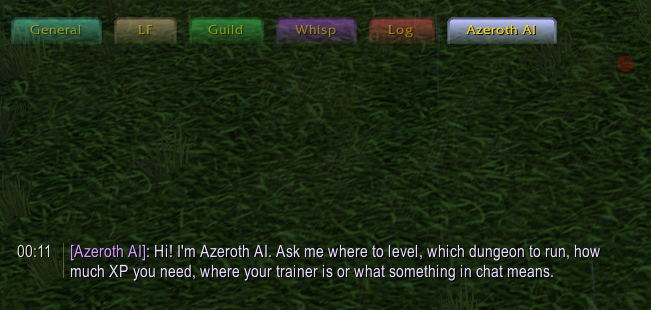 General LF Guild Whisp Log Azeroth AI
00:11 [Azeroth AI]: Hi! I'm Azeroth AI. Ask me where to level, which dungeon to run, how
much XP you need, where your trainer is or what something in chat means.